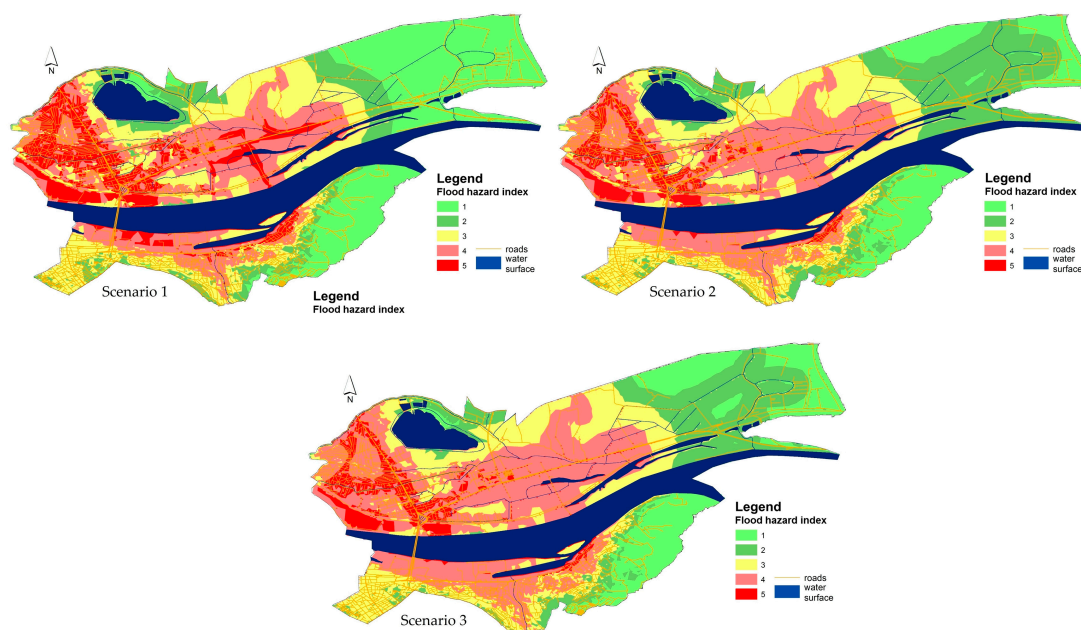 N
Legend
Flood hazard index
1
2
3
4
5
roads
water
surface
Scenario 1
Legend
Flood hazard index
N
Legend
Flood hazard index
1
2
3
4
5
roads
water
surface
Scenario 2
N
Legend
Flood hazard index
1
2
3
4
5
roads
water
surface
Scenario 3